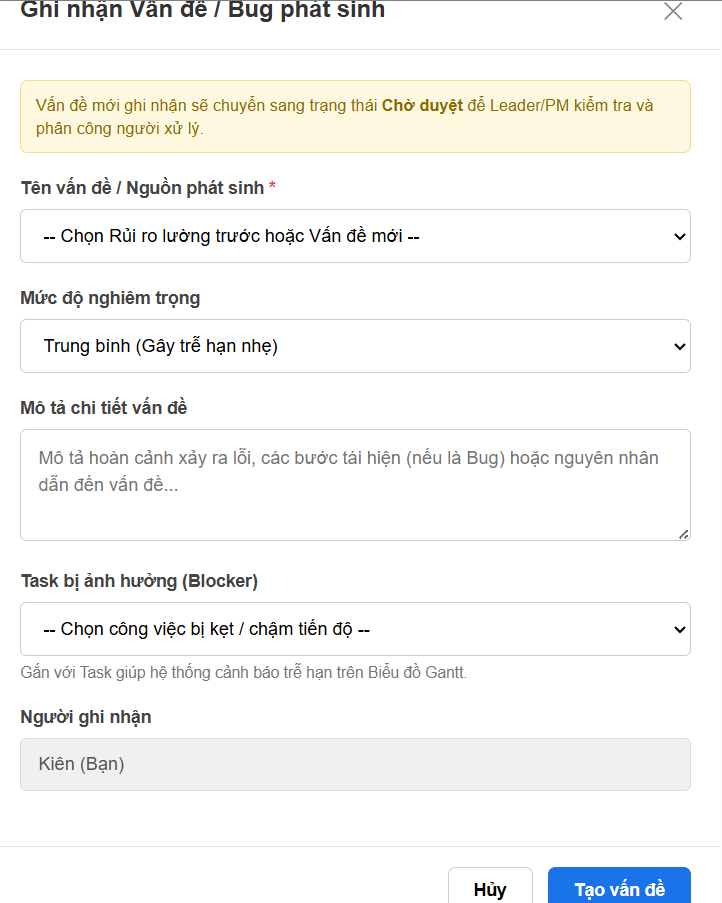 Ghi nhận Vấn đề / Bug phát sinh
Vấn đề mới ghi nhận sẽ chuyển sang trạng thái Chờ duyệt để Leader/PM kiểm tra và
phân công người xử lý.
Tên vấn đề / Nguồn phát sinh *
-- Chọn Rủi ro lường trước hoặc Vấn đề mới --
Mức độ nghiêm trọng
Trung bình (Gây trễ hạn nhẹ)
Mô tả chi tiết vấn đề
Mô tả hoàn cảnh xảy ra lỗi, các bước tái hiện (nếu là Bug) hoặc nguyên nhân
dẫn đến vấn đề...
Task bị ảnh hưởng (Blocker)
-- Chọn công việc bị kẹt / chậm tiến độ --
Gắn với Task giúp hệ thống cảnh báo trễ hạn trên Biểu đồ Gantt.
Người ghi nhận
Kiên (Bạn)
Hủy
Tạo vấn đề